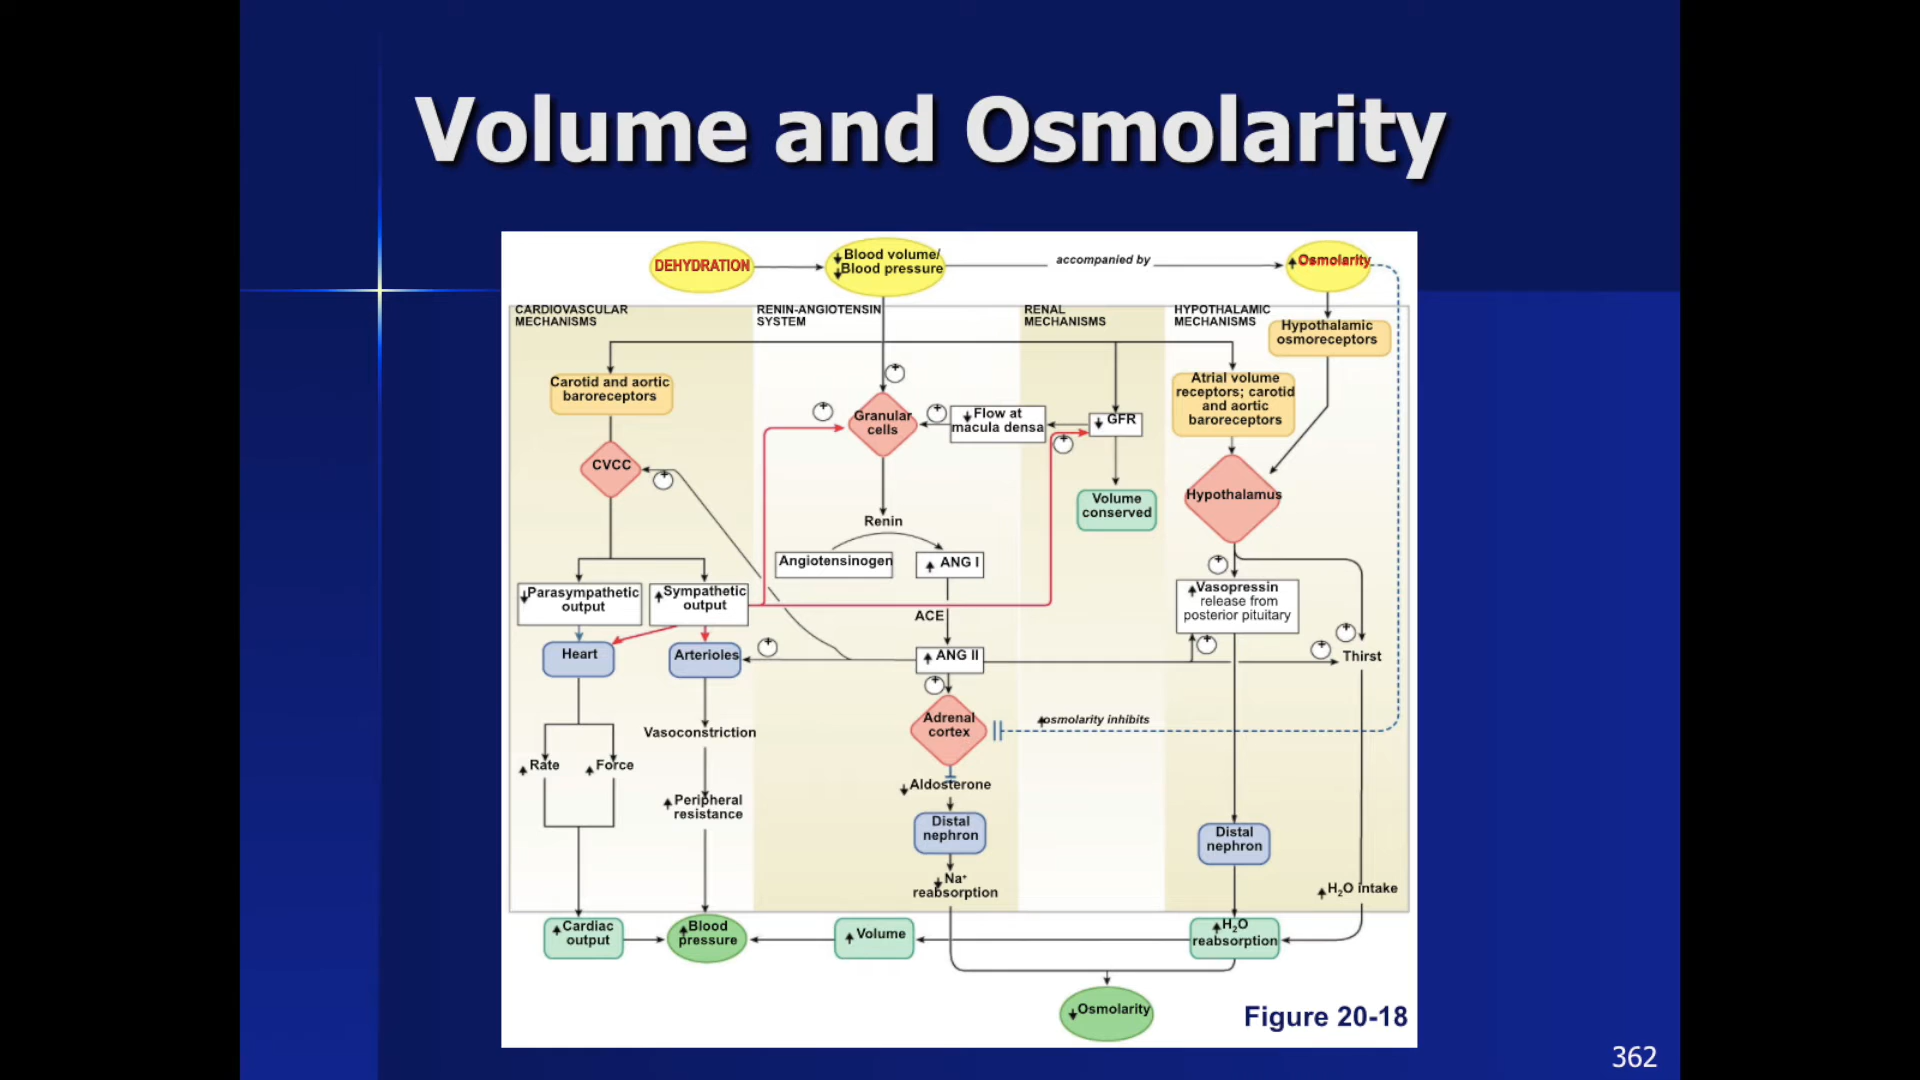 Volume and Osmolarity
DEHYDRATION
↓ Blood volume/
↓ Blood pressure
accompanied by
↑ Osmolarity
CARDIOVASCULAR
MECHANISMS
RENIN-ANGIOTENSIN
SYSTEM
RENAL
MECHANISMS
HYPOTHALAMIC
MECHANISMS
Hypothalamic
osmoreceptors
Carotid and aortic
baroreceptors
+
+
Granular
cells
+
↓ Flow at
macula densa
↓ GFR
+
Atrial volume
receptors; carotid
and aortic
baroreceptors
CVCC
+
Volume
conserved
Hypothalamus
Renin
Angiotensinogen
↑ ANG I
+
↓ Parasympathetic
output
↑ Sympathetic
output
ACE
↑ Vasopressin
release from
posterior pituitary
Heart
Arterioles
+
↑ ANG II
+
+
+
Thirst
+
Adrenal
cortex
↑ osmolarity inhibits
Vasoconstriction
↑ Rate
↑ Force
↓ Aldosterone
↑ Peripheral
resistance
Distal
nephron
Distal
nephron
↓ Na⁺
reabsorption
↑ H₂O intake
↑ Cardiac
output
↑ Blood
pressure
↑ Volume
↑ H₂O
reabsorption
↓ Osmolarity
Figure 20-18
362